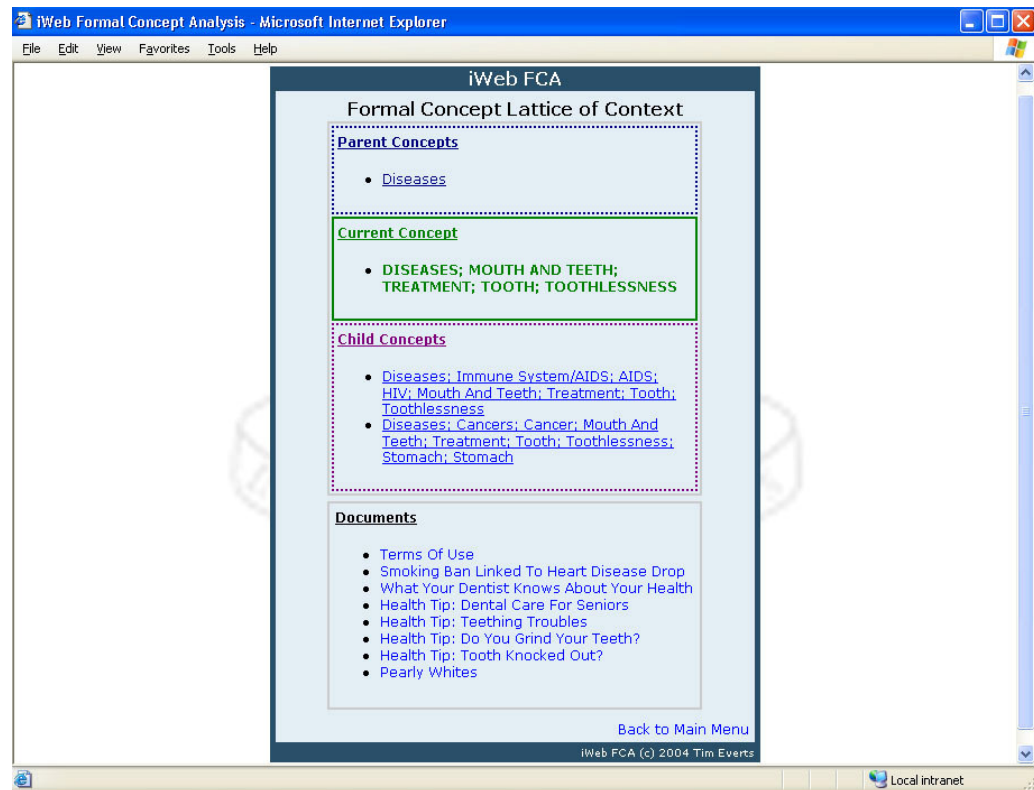 iWeb Formal Concept Analysis - Microsoft Internet Explorer
File Edit View Favorites Tools Help
iWeb FCA
Formal Concept Lattice of Context
Parent Concepts
Diseases
Current Concept
DISEASES; MOUTH AND TEETH;
TREATMENT; TOOTH; TOOTHLESSNESS
Child Concepts
Diseases; Immune System/AIDS; AIDS;
HIV; Mouth And Teeth; Treatment; Tooth;
Toothlessness
Diseases; Cancers; Cancer; Mouth And
Teeth; Treatment; Tooth; Toothlessness;
Stomach; Stomach
Documents
Terms Of Use
Smoking Ban Linked To Heart Disease Drop
What Your Dentist Knows About Your Health
Health Tip: Dental Care For Seniors
Health Tip: Teething Troubles
Health Tip: Do You Grind Your Teeth?
Health Tip: Tooth Knocked Out?
Pearly Whites
Back to Main Menu
iWeb FCA (c) 2004 Tim Everts
Local intranet